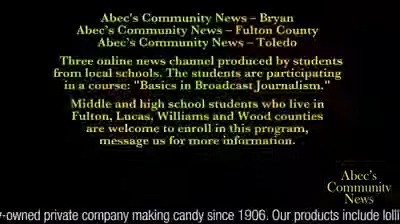 Abec's Community News – Bryan
Abec's Community News – Fulton County
Abec's Community News – Toledo
Three online news channel produced by students
from local schools. The students are participating
in a course: "Basics in Broadcast Journalism."
Middle and high school students who live in
Fulton, Lucas, Williams and Wood counties
are welcome to enroll in this program,
message us for more information.
Abec's
Community
News
-owned private company making candy since 1906. Our products include lolli